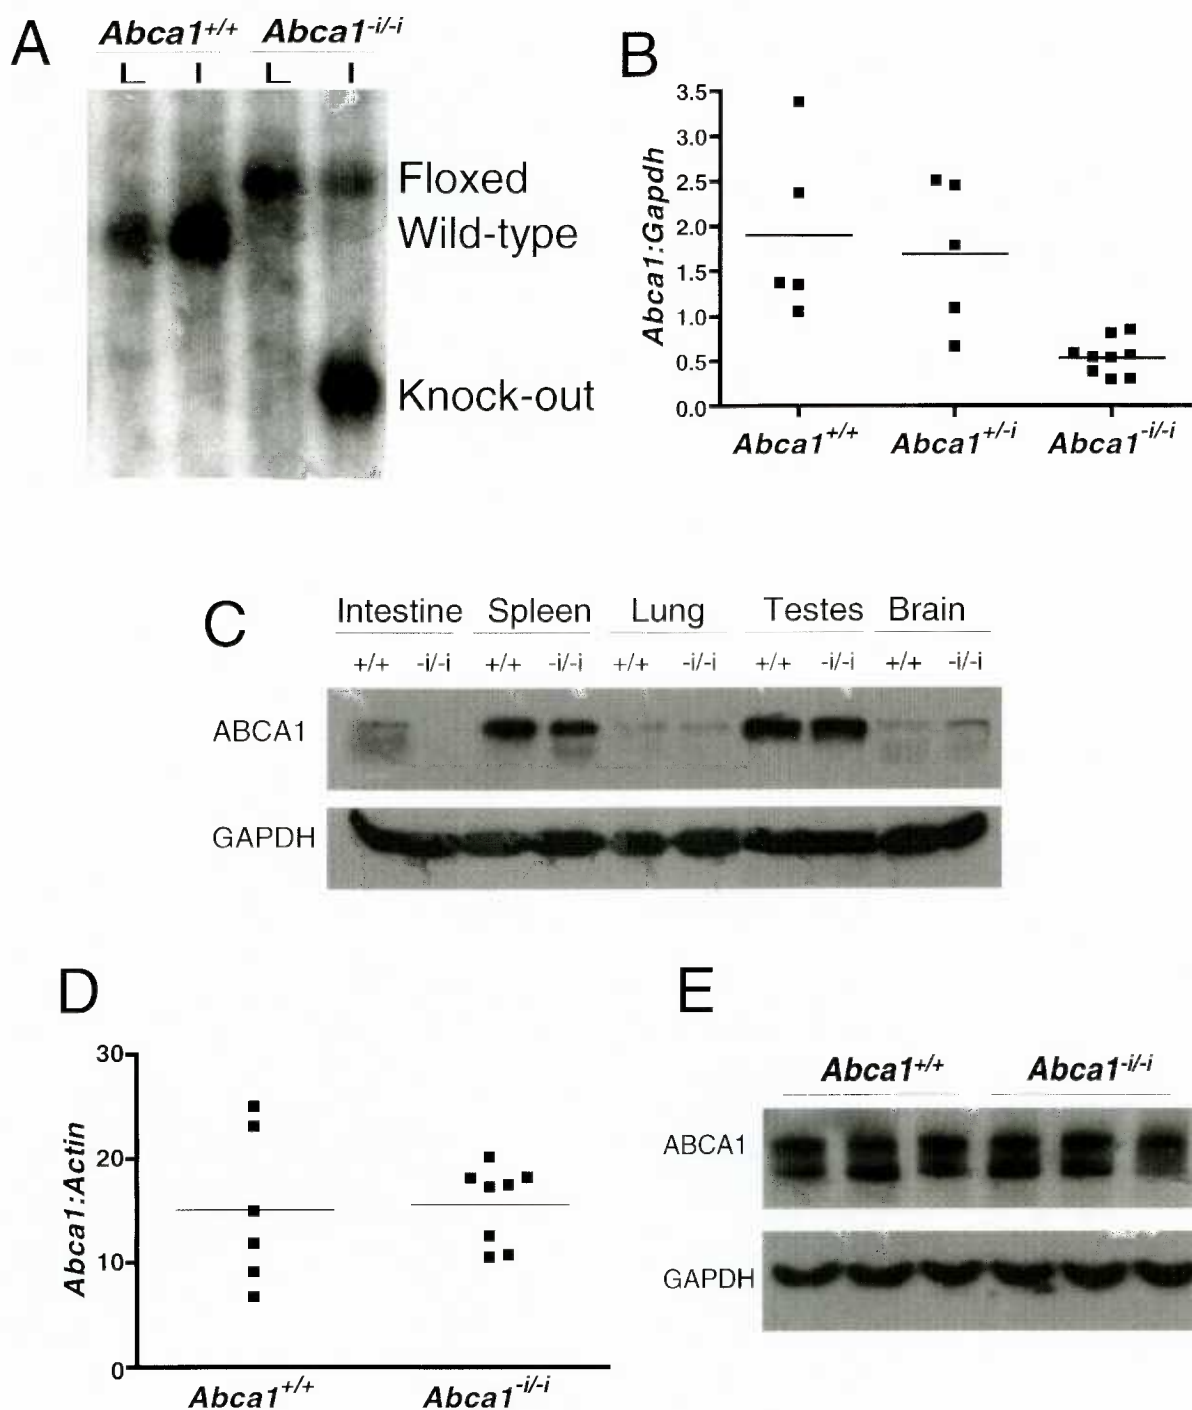 A
Abca1+/+ Abca1-i/-i
L I L I
Floxed
Wild-type
Knock-out
B
Abca1:Gapdh
3.5
3.0
2.5
2.0
1.5
1.0
0.5
0.0
Abca1+/+ Abca1+/-i Abca1-i/-i
C
Intestine Spleen Lung Testes Brain
+/+ -i/-i +/+ -i/-i +/+ -i/-i +/+ -i/-i +/+ -i/-i
ABCA1
GAPDH
D
Abca1:Actin
30
20
10
0
Abca1+/+ Abca1-i/-i
E
Abca1+/+ Abca1-i/-i
ABCA1
GAPDH